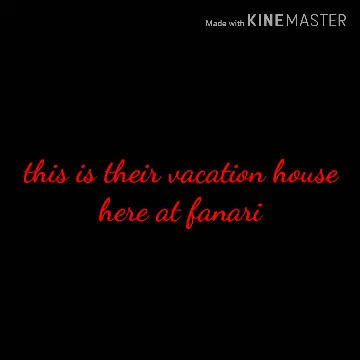 Made with KINEMASTER
this is their vacation house
here at fanari